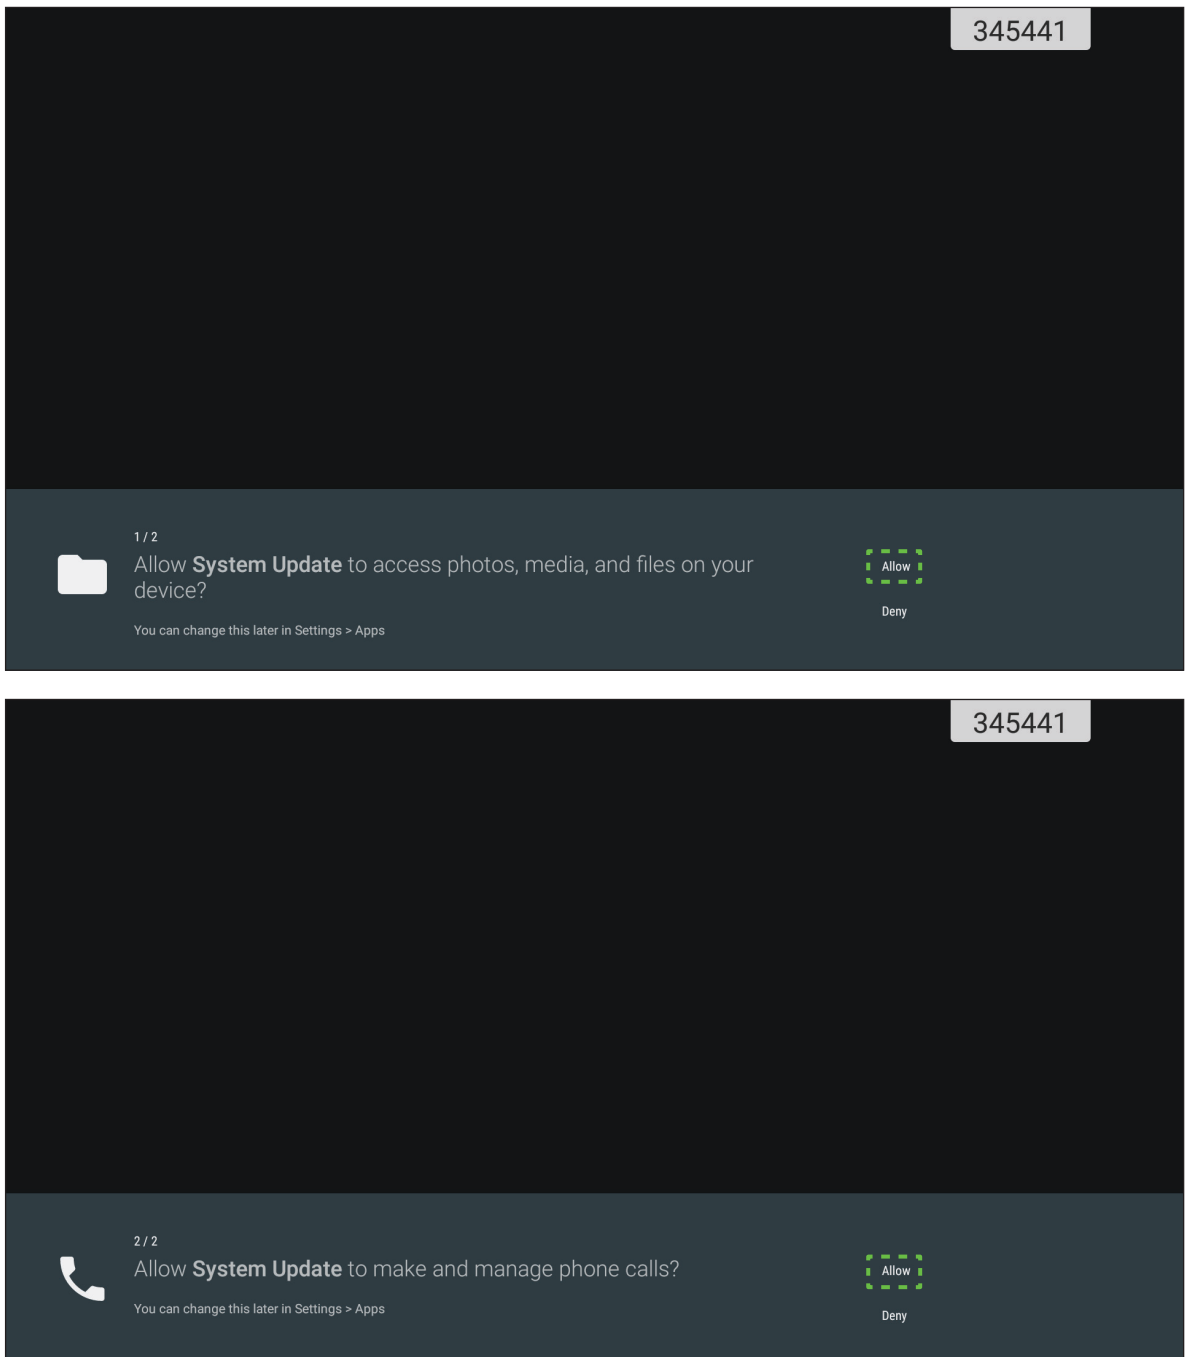 345441
1 / 2
Allow System Update to access photos, media, and files on your
device?
You can change this later in Settings > Apps
Allow
Deny
345441
2 / 2
Allow System Update to make and manage phone calls?
You can change this later in Settings > Apps
Allow
Deny